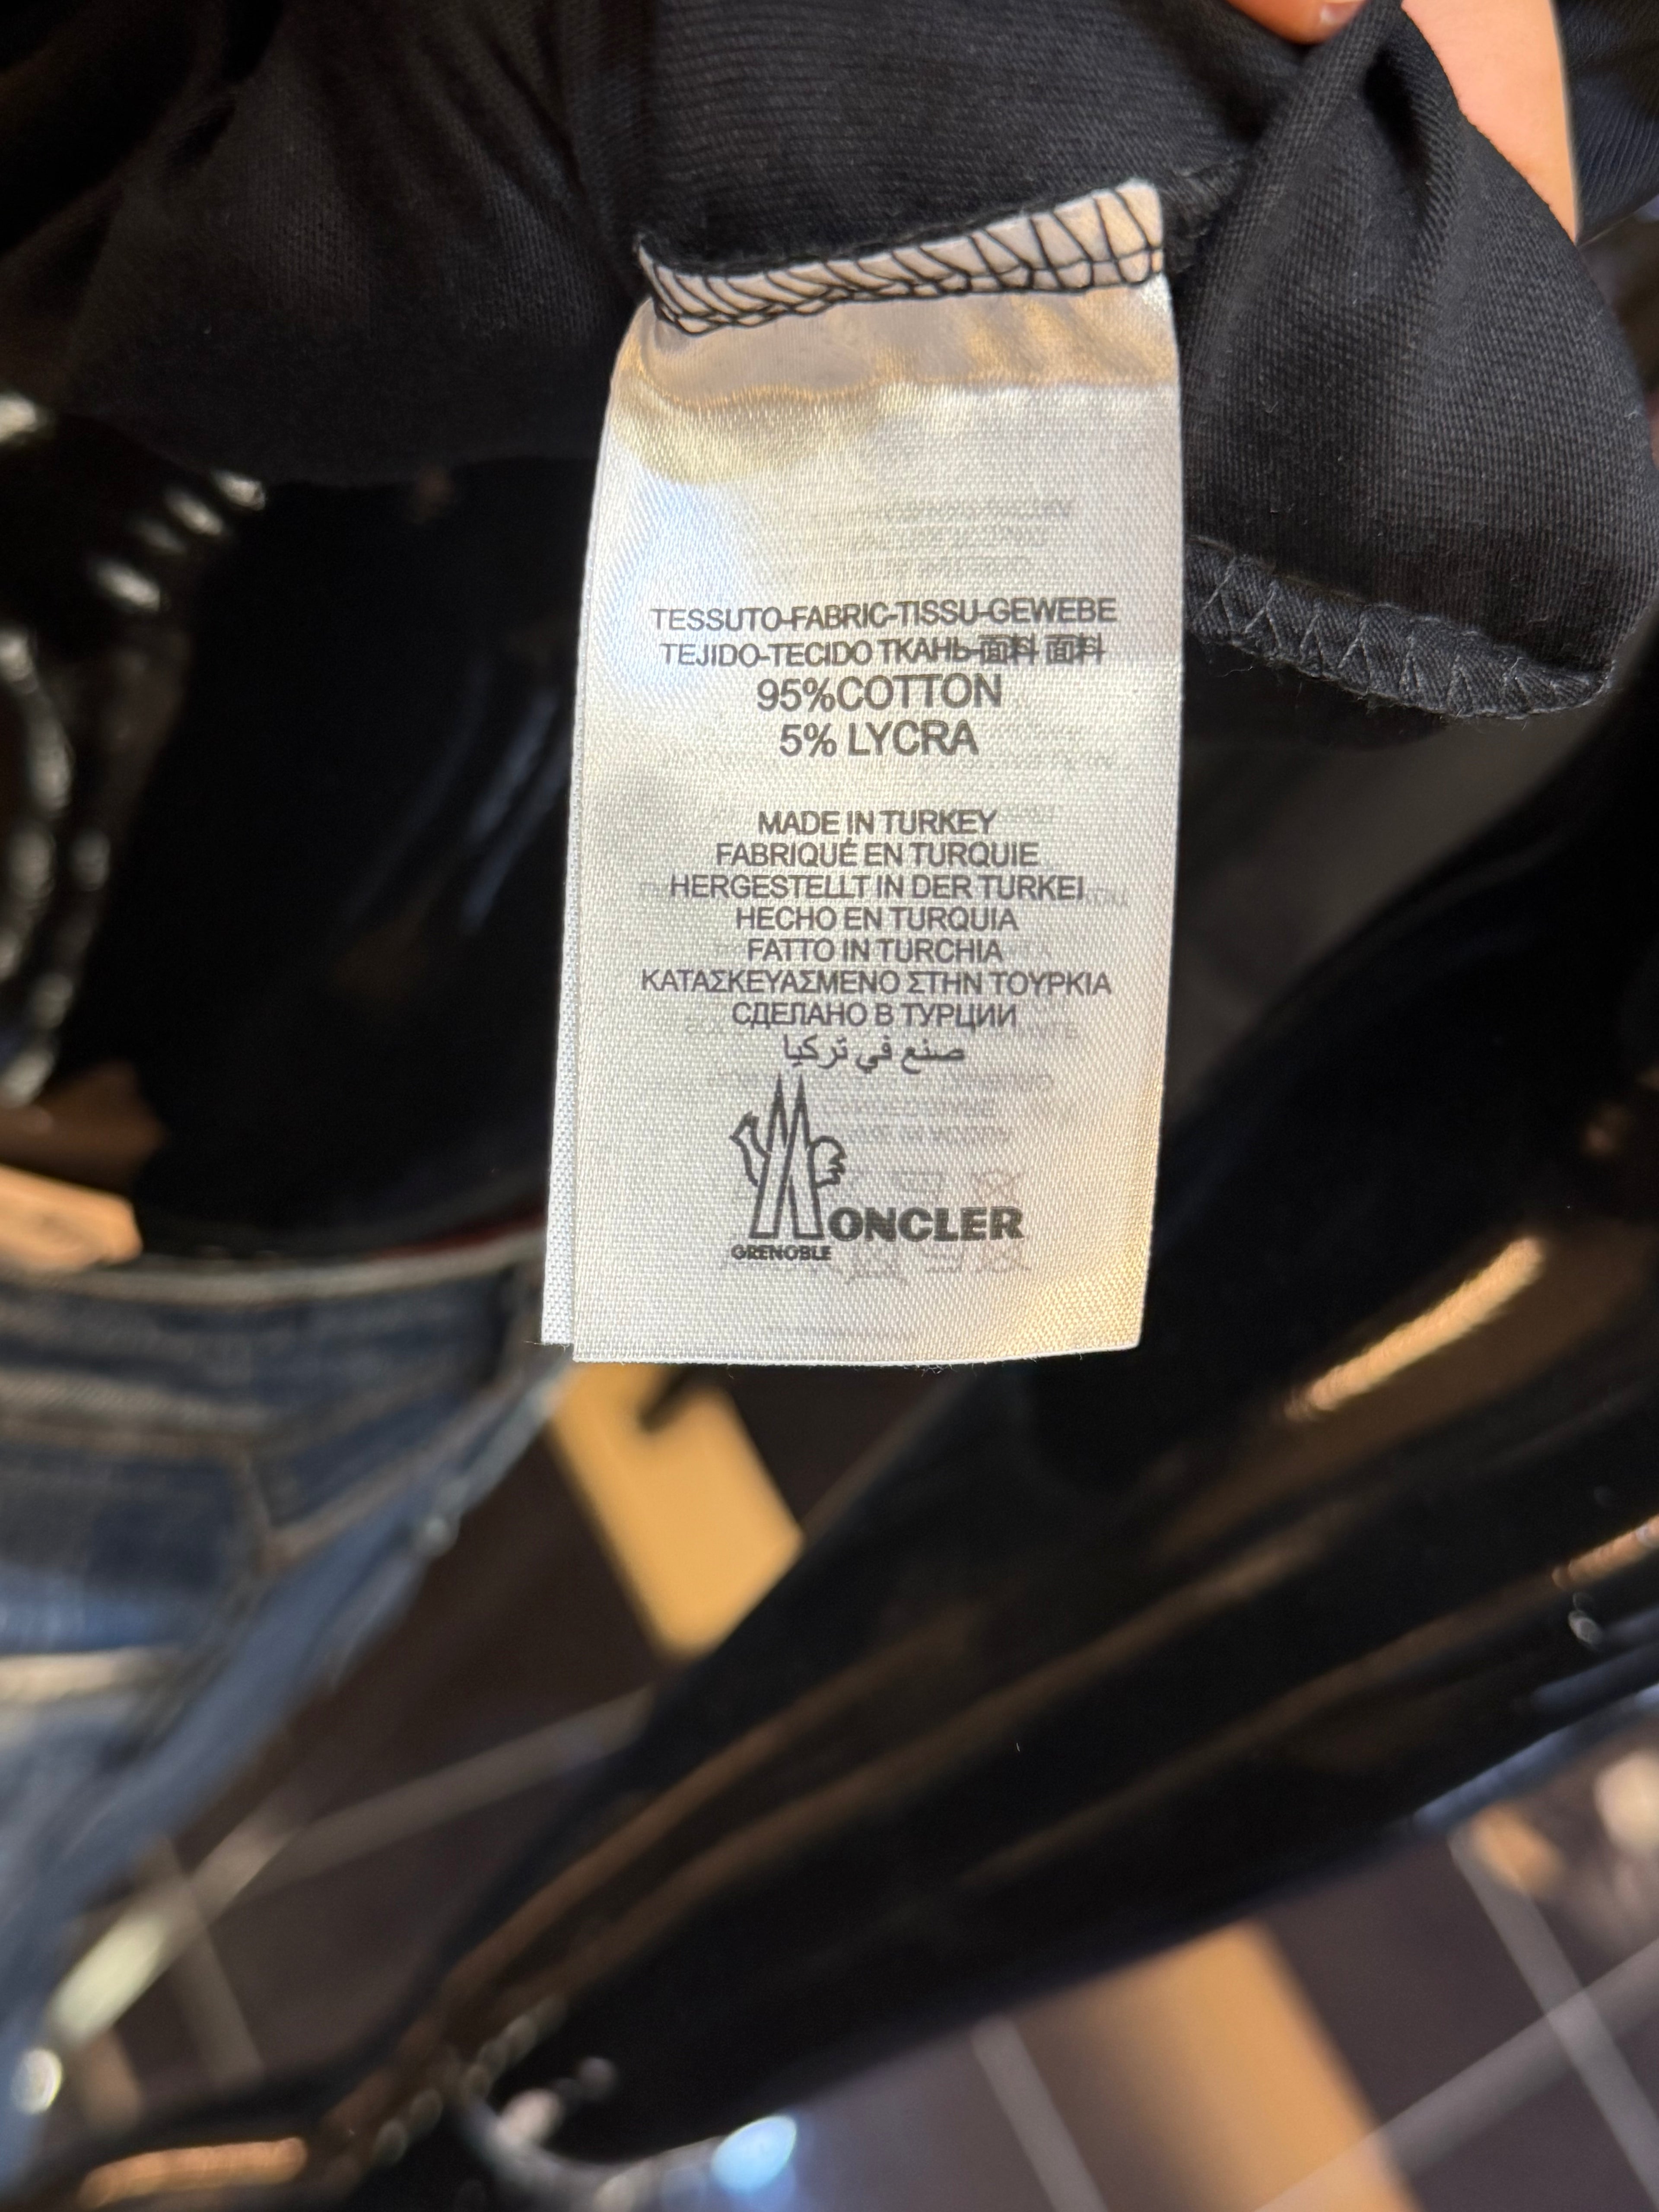 TESSUTO-FABRIC-TISSU-GEWEBE
TEJIDO-TECIDO ТКАНЬ-面料 面料
95%COTTON
5% LYCRA
MADE IN TURKEY
FABRIQUÉ EN TURQUIE
HERGESTELLT IN DER TURKEI
HECHO EN TURQUIA
FATTO IN TURCHIA
ΚΑΤΑΣΚΕΥΑΣΜΕΝΟ ΣΤΗΝ ΤΟΥΡΚΙΑ
СДЕЛАНО В ТУРЦИИ
صنع في تركيا
MONCLER
GRENOBLE